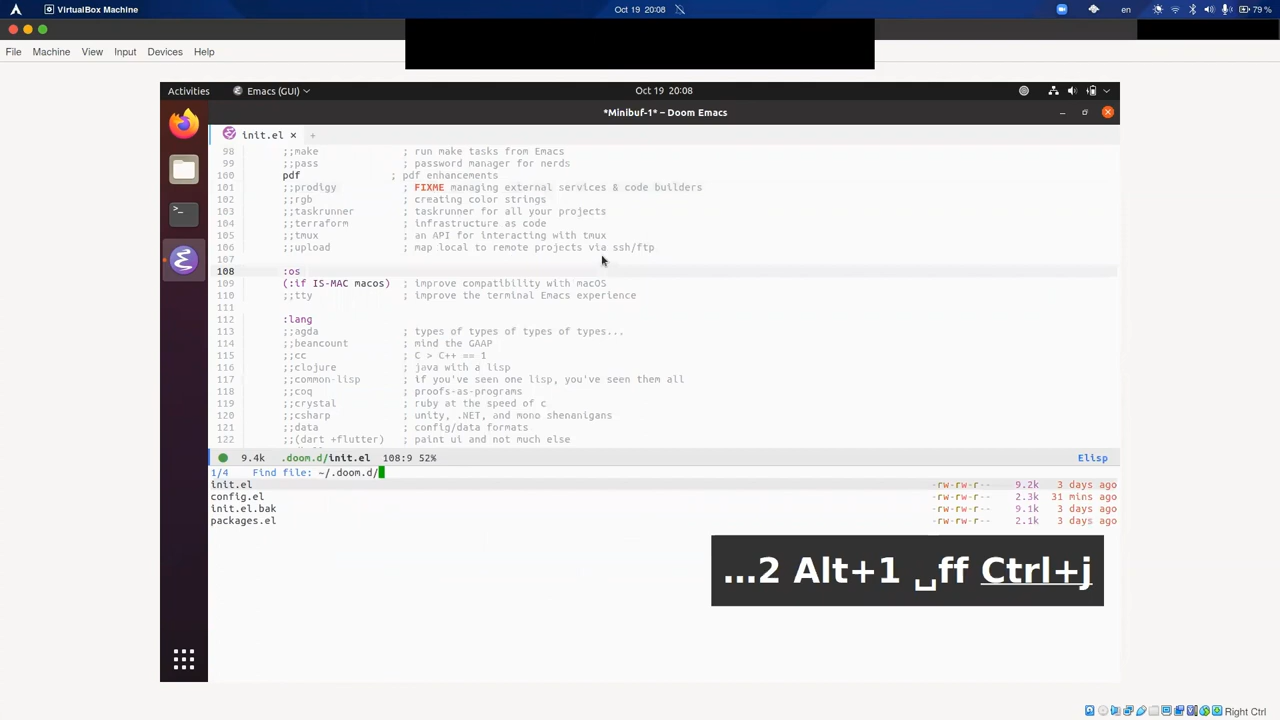 VirtualBox Machine
Oct 19 20:08
en
79 %
File Machine View Input Devices Help
Activities
Emacs (GUI)
Oct 19 20:08
*Minibuf-1* – Doom Emacs
init.el × +
98 ;;make ; run make tasks from Emacs
99 ;;pass ; password manager for nerds
100 pdf ; pdf enhancements
101 ;;prodigy ; FIXME managing external services & code builders
102 ;;rgb ; creating color strings
103 ;;taskrunner ; taskrunner for all your projects
104 ;;terraform ; infrastructure as code
105 ;;tmux ; an API for interacting with tmux
106 ;;upload ; map local to remote projects via ssh/ftp
107
108 :os
109 (:if IS-MAC macos) ; improve compatibility with macOS
110 ;;tty ; improve the terminal Emacs experience
111
112 :lang
113 ;;agda ; types of types of types of types...
114 ;;beancount ; mind the GAAP
115 ;;cc ; C > C++ == 1
116 ;;clojure ; java with a lisp
117 ;;common-lisp ; if you've seen one lisp, you've seen them all
118 ;;coq ; proofs-as-programs
119 ;;crystal ; ruby at the speed of c
120 ;;csharp ; unity, .NET, and mono shenanigans
121 ;;data ; config/data formats
122 ;;(dart +flutter) ; paint ui and not much else
9.4k .doom.d/init.el 108:9 52% Elisp
1/4 Find file: ~/.doom.d/
init.el -rw-rw-r-- 9.2k 3 days ago
config.el -rw-rw-r-- 2.3k 31 mins ago
init.el.bak -rw-rw-r-- 9.1k 3 days ago
packages.el -rw-rw-r-- 2.1k 3 days ago
...2 Alt+1 ␣ff Ctrl+j
Right Ctrl